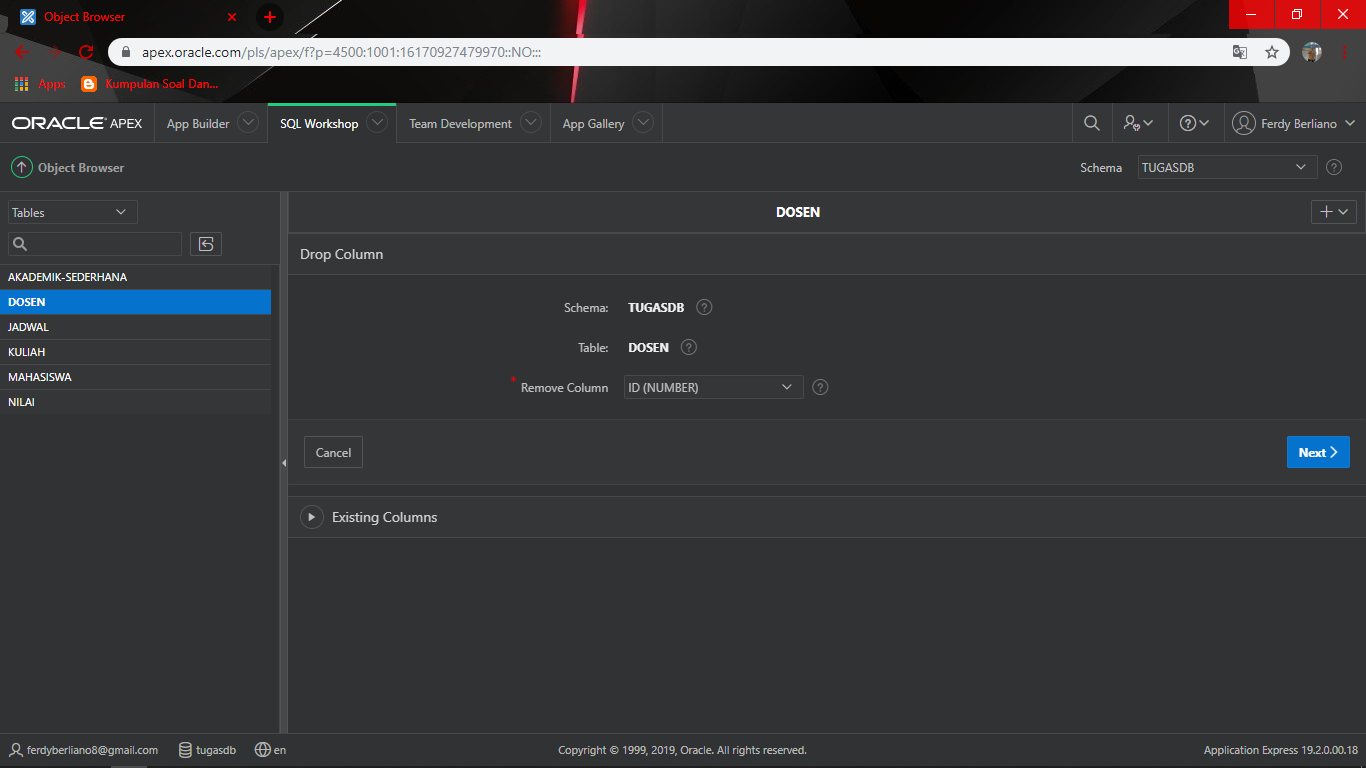 Object Browser
apex.oracle.com/pls/apex/f?p=4500:1001:16170927479970::NO:::
Apps Kumpulan Soal Dan...
ORACLE APEX App Builder SQL Workshop Team Development App Gallery Ferdy Berliano
Object Browser Schema TUGASDB
Tables
DOSEN
Drop Column
AKADEMIK-SEDERHANA
DOSEN
JADWAL
KULIAH
MAHASISWA
NILAI
Schema: TUGASDB ?
Table: DOSEN ?
* Remove Column ID (NUMBER) ?
Cancel Next
Existing Columns
ferdyberliano8@gmail.com tugasdb en Copyright © 1999, 2019, Oracle. All rights reserved. Application Express 19.2.0.00.18